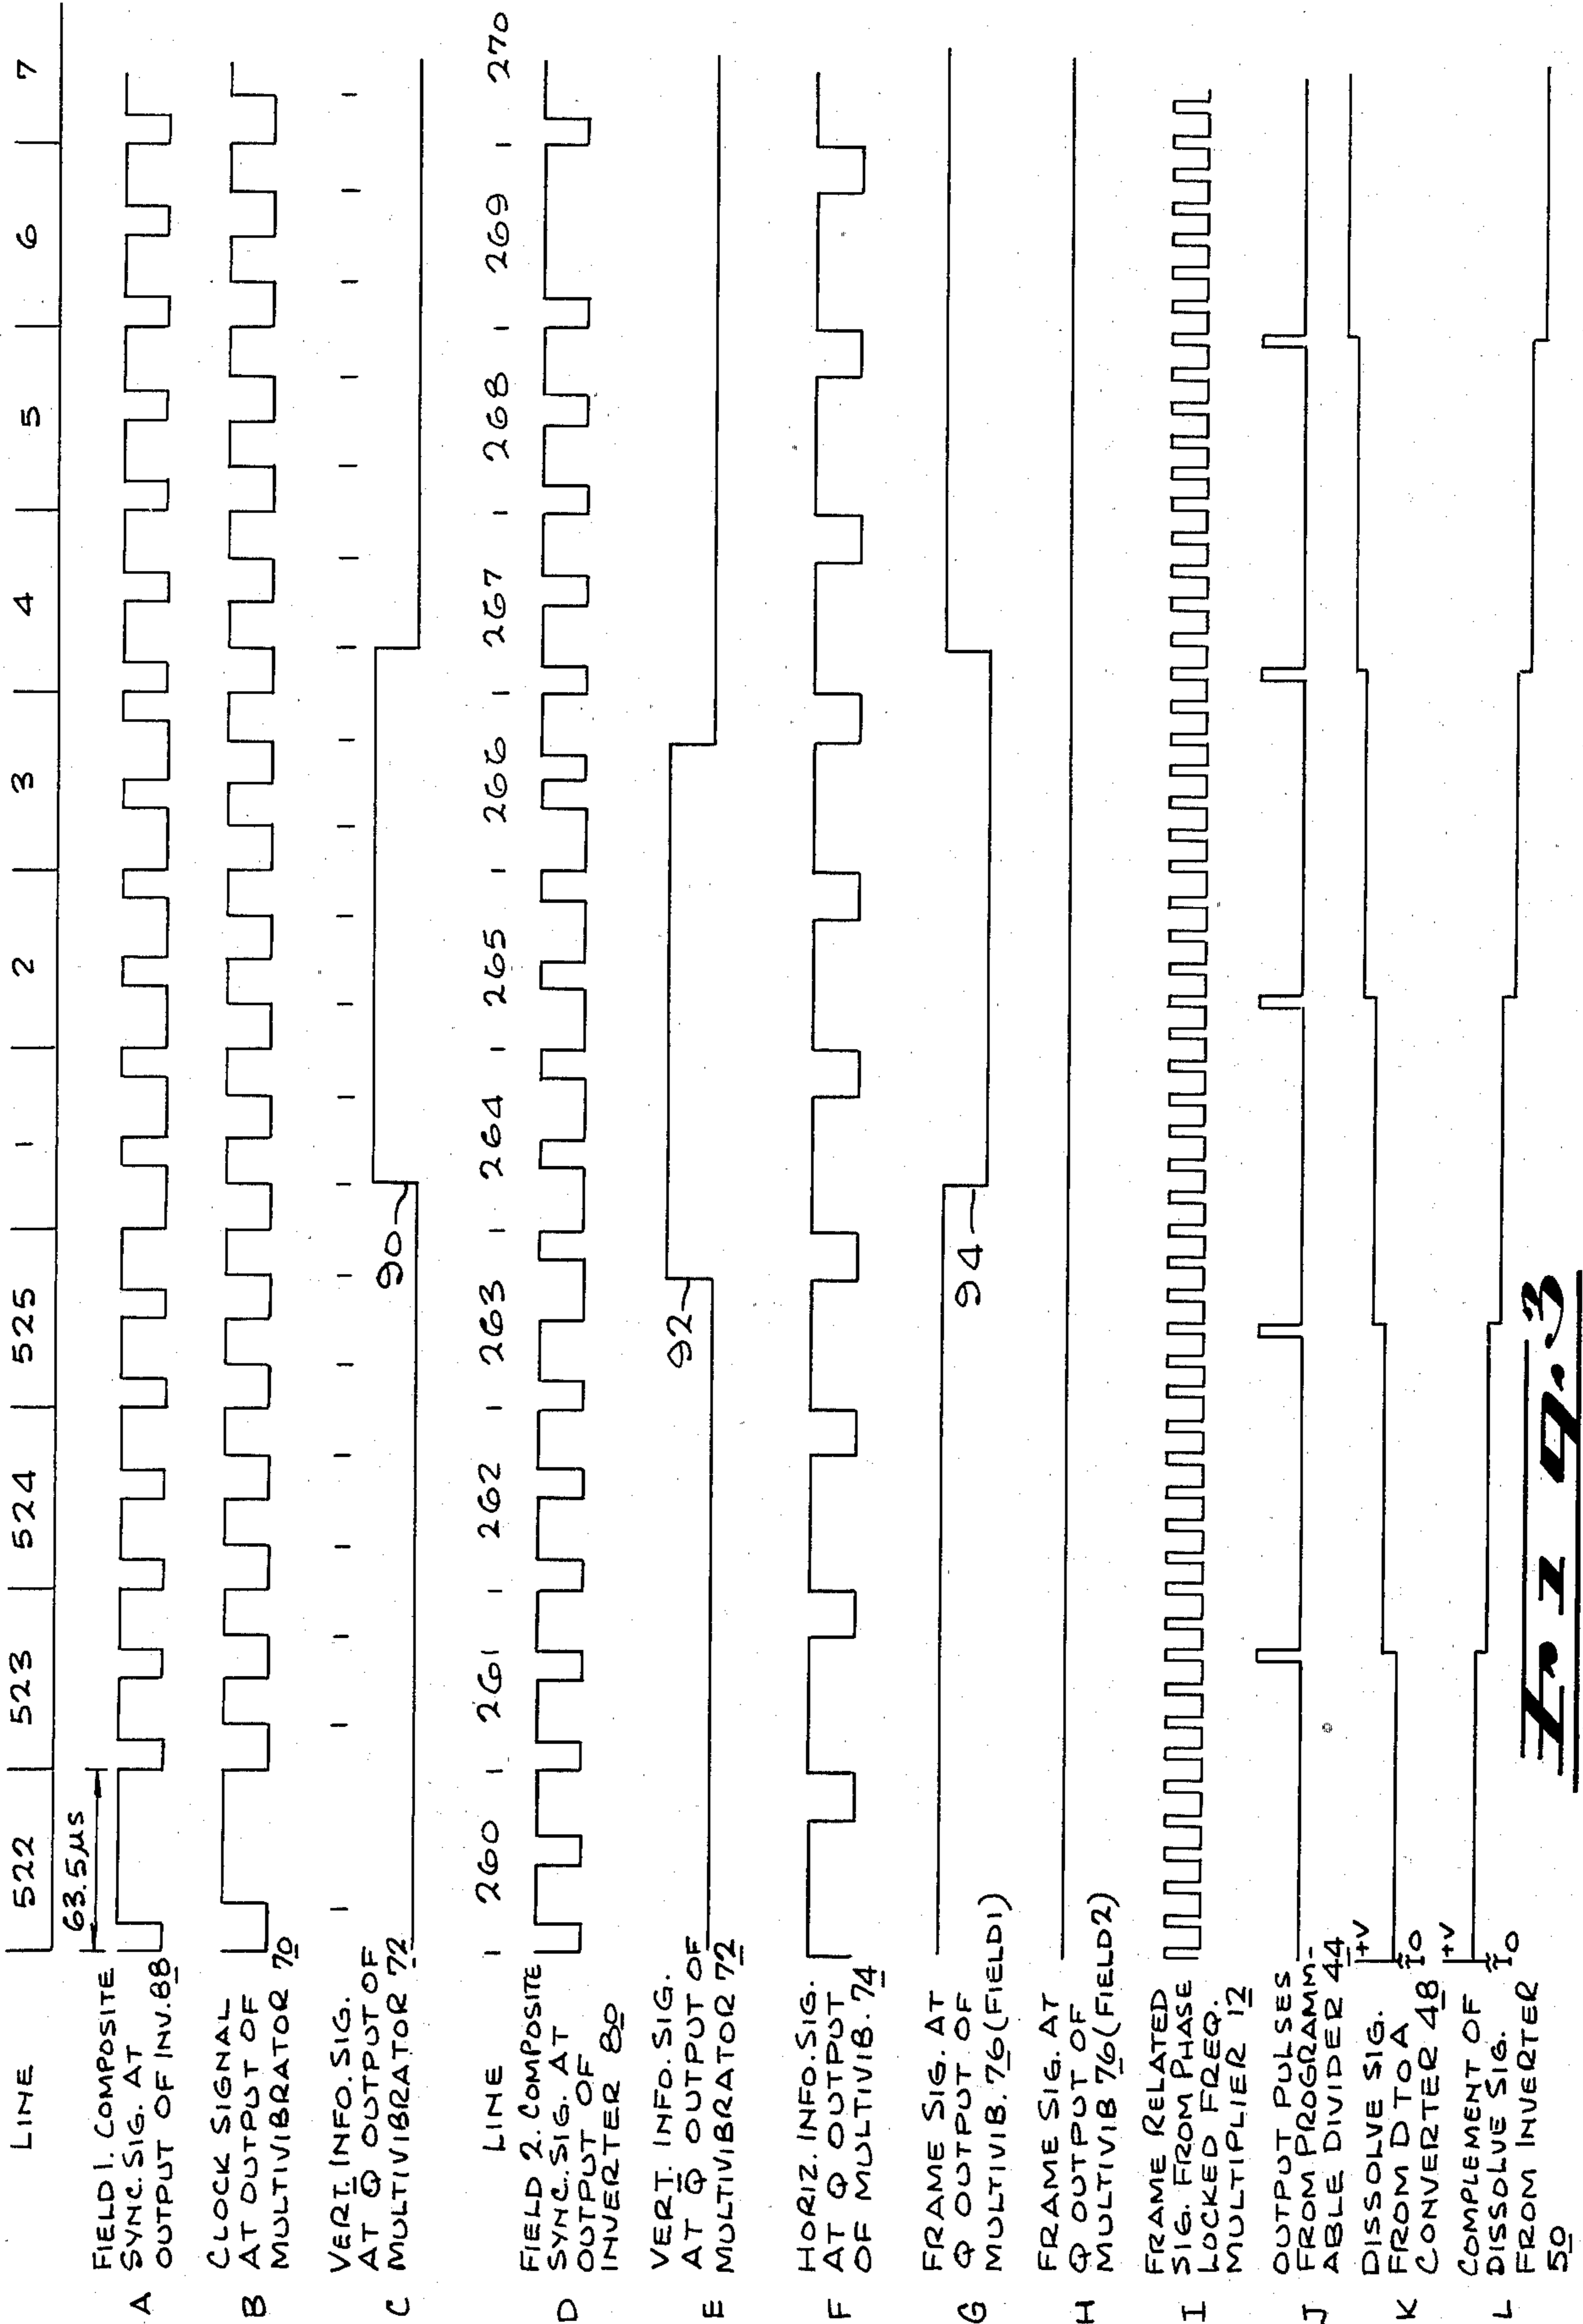 LINE 522 523 524 525 1 2 3 4 5 6 7
63.5μs
A FIELD 1. COMPOSITE
SYNC. SIG. AT
OUTPUT OF INV. 88
B CLOCK SIGNAL
AT OUTPUT OF
MULTIVIBRATOR 70
C VERT. INFO. SIG.
AT Q̅ OUTPUT OF
MULTIVIBRATOR 72
90
LINE 260 261 262 263 264 265 266 267 268 269 270
D FIELD 2. COMPOSITE
SYNC. SIG. AT
OUTPUT OF
INVERTER 80
E VERT. INFO. SIG.
AT Q̅ OUTPUT OF
MULTIVIBRATOR 72
92
F HORIZ. INFO. SIG.
AT Q OUTPUT
OF MULTIVIB. 74
G FRAME SIG. AT
Q OUTPUT OF
MULTIVIB. 76 (FIELD 1)
94
H FRAME SIG. AT
Q OUTPUT OF
MULTIVIB 76 (FIELD 2)
I FRAME RELATED
SIG. FROM PHASE
LOCKED FREQ.
MULTIPLIER 12
J OUTPUT PULSES
FROM PROGRAMM-
ABLE DIVIDER 44
K DISSOLVE SIG.
FROM D TO A
CONVERTER 48
+V
0
L COMPLEMENT OF
DISSOLVE SIG.
FROM INVERTER
50
+V
0
Fig. 3